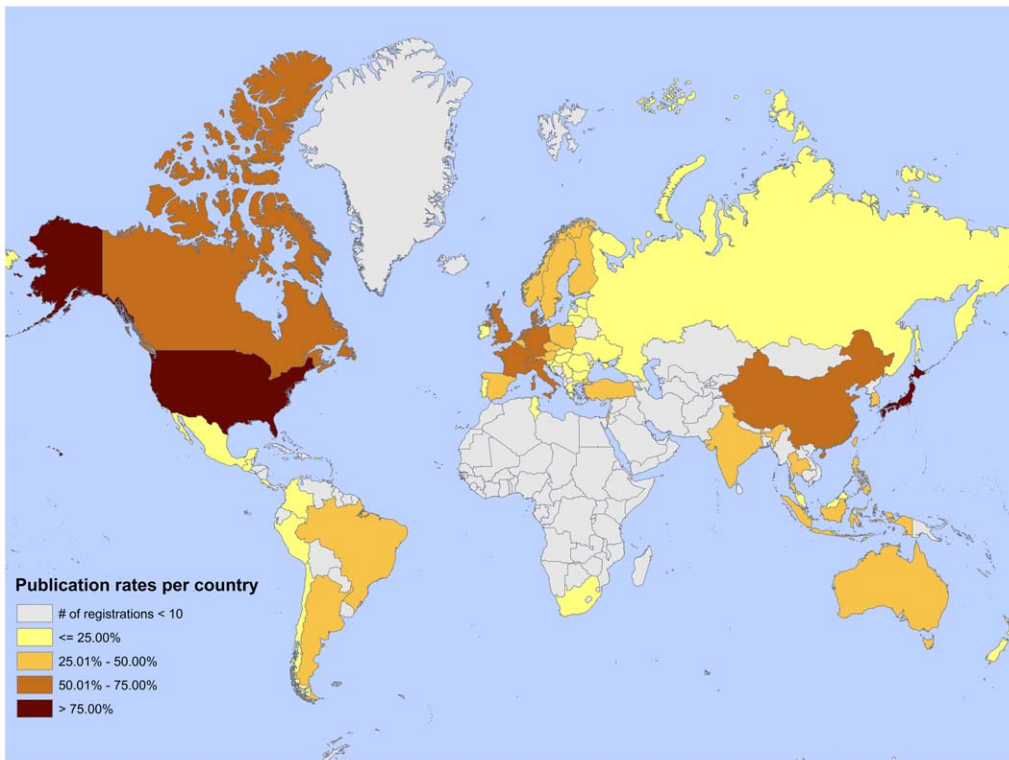 Publication rates per country
# of registrations < 10
<= 25.00%
25.01% - 50.00%
50.01% - 75.00%
> 75.00%